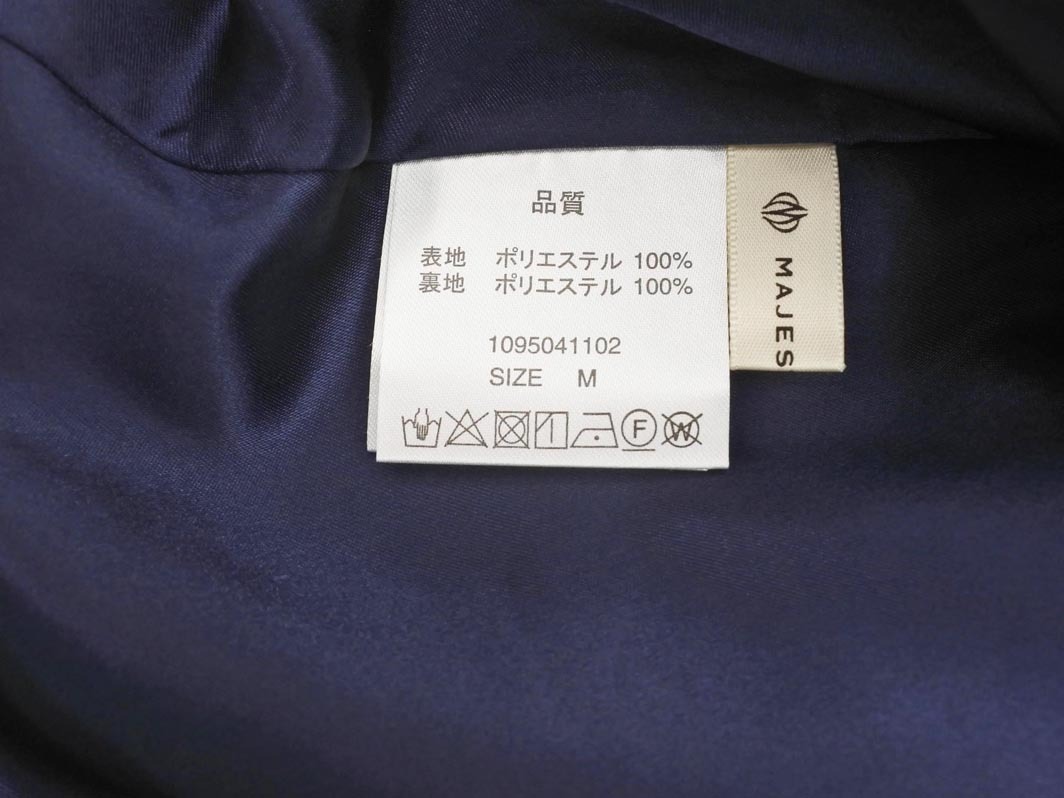 品質
表地 ポリエステル 100%
裏地 ポリエステル 100%
1095041102
SIZE M
F
W
MAJES